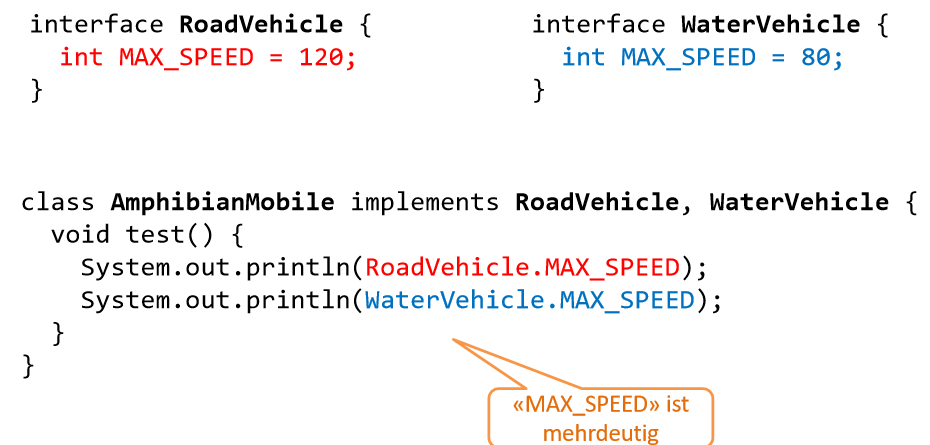 interface RoadVehicle {
  int MAX_SPEED = 120;
}
interface WaterVehicle {
  int MAX_SPEED = 80;
}
class AmphibianMobile implements RoadVehicle, WaterVehicle {
  void test() {
    System.out.println(RoadVehicle.MAX_SPEED);
    System.out.println(WaterVehicle.MAX_SPEED);
  }
}
«MAX_SPEED» ist
mehrdeutig